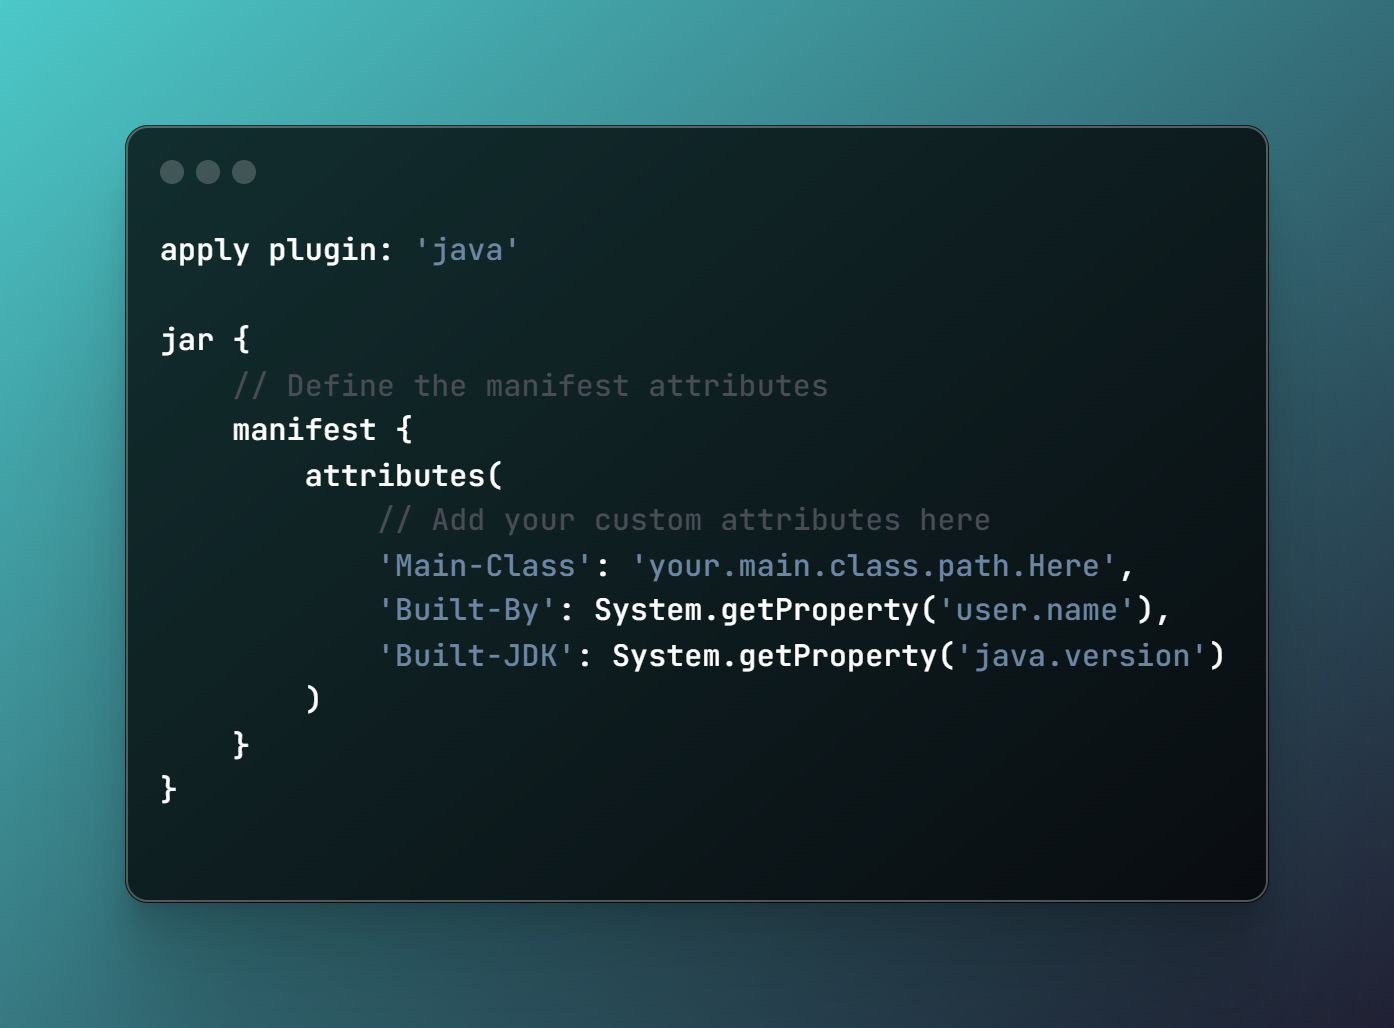 apply plugin: 'java'

jar {
    // Define the manifest attributes
    manifest {
        attributes(
            // Add your custom attributes here
            'Main-Class': 'your.main.class.path.Here',
            'Built-By': System.getProperty('user.name'),
            'Built-JDK': System.getProperty('java.version')
        )
    }
}